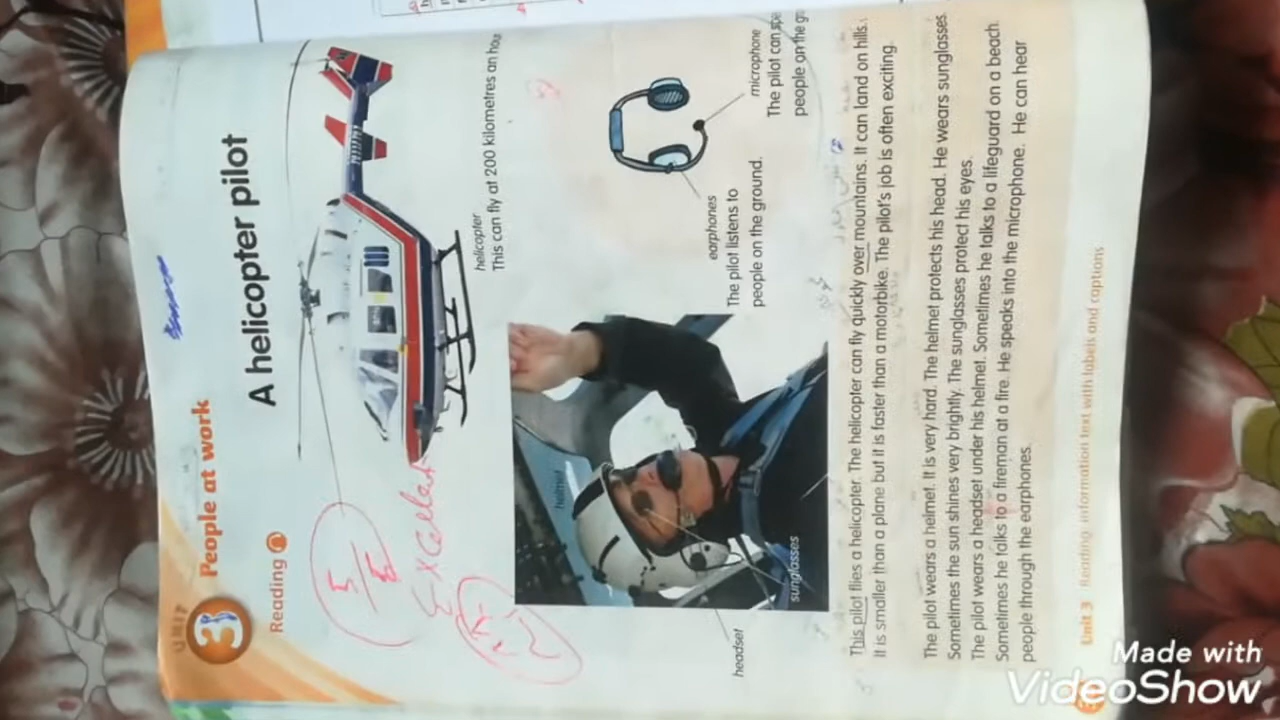 UNIT
3
People at work
Reading
A helicopter pilot
5/5
Excellent
helicopter
This can fly at 200 kilometres an
helmet
headset
sunglasses
earphones
The pilot listens to
people on the ground.
microphone
The pilot can
people on the
This pilot flies a helicopter. The helicopter can fly quickly over mountains. It can land on hills.
It is smaller than a plane but it is faster than a motorbike. The pilot's job is often exciting.
The pilot wears a helmet. It is very hard. The helmet protects his head. He wears sunglasses.
Sometimes the sun shines very brightly. The sunglasses protect his eyes.
The pilot wears a headset under his helmet. Sometimes he talks to a lifeguard on a beach.
Sometimes he talks to a fireman at a fire. He speaks into the microphone. He can hear
people through the earphones.
Unit 3 Reading information text with labels and captions
Made with
VideoShow